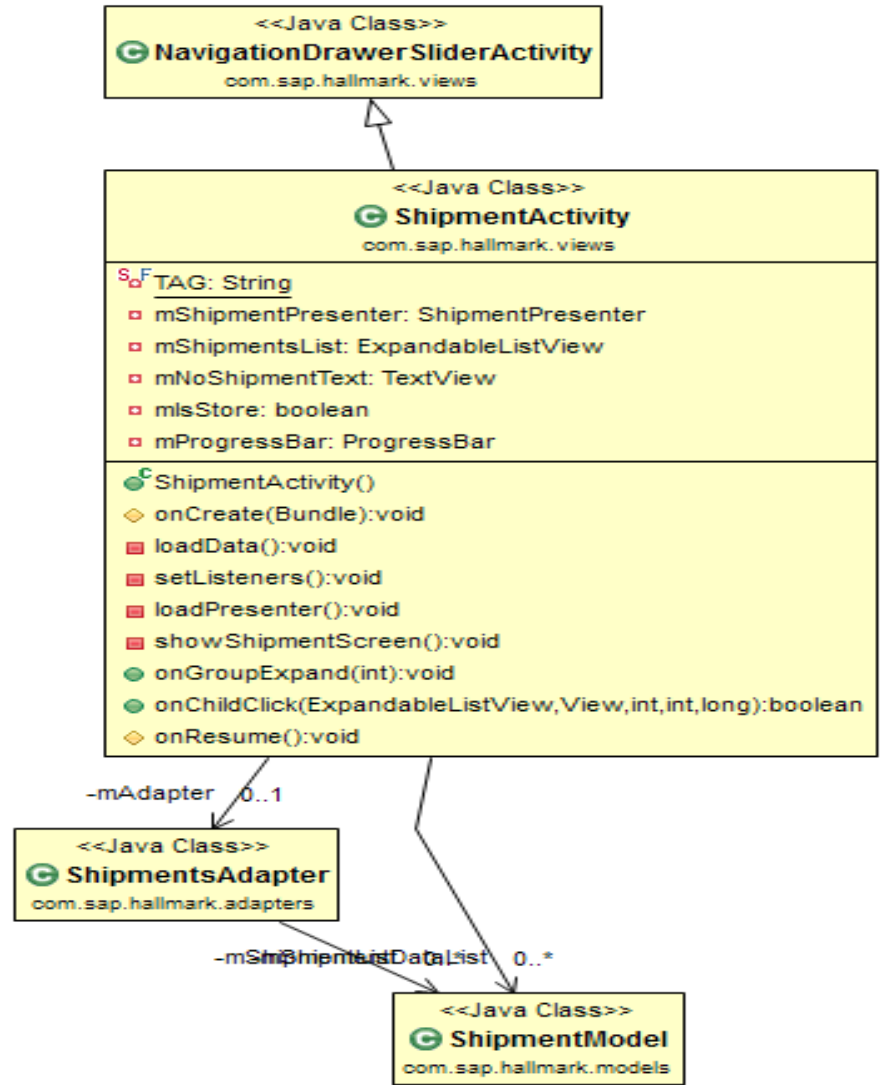 <<Java Class>>
NavigationDrawerSliderActivity
com.sap.hallmark.views
<<Java Class>>
ShipmentActivity
com.sap.hallmark.views
TAG: String
mShipmentPresenter: ShipmentPresenter
mShipmentsList: ExpandableListView
mNoShipmentText: TextView
mIsStore: boolean
mProgressBar: ProgressBar
ShipmentActivity()
onCreate(Bundle):void
loadData():void
setListeners():void
loadPresenter():void
showShipmentScreen():void
onGroupExpand(int):void
onChildClick(ExpandableListView,View,int,int,long):boolean
onResume():void
-mAdapter 0..1
<<Java Class>>
ShipmentsAdapter
com.sap.hallmark.adapters
0..* 0..*
<<Java Class>>
ShipmentModel
com.sap.hallmark.models